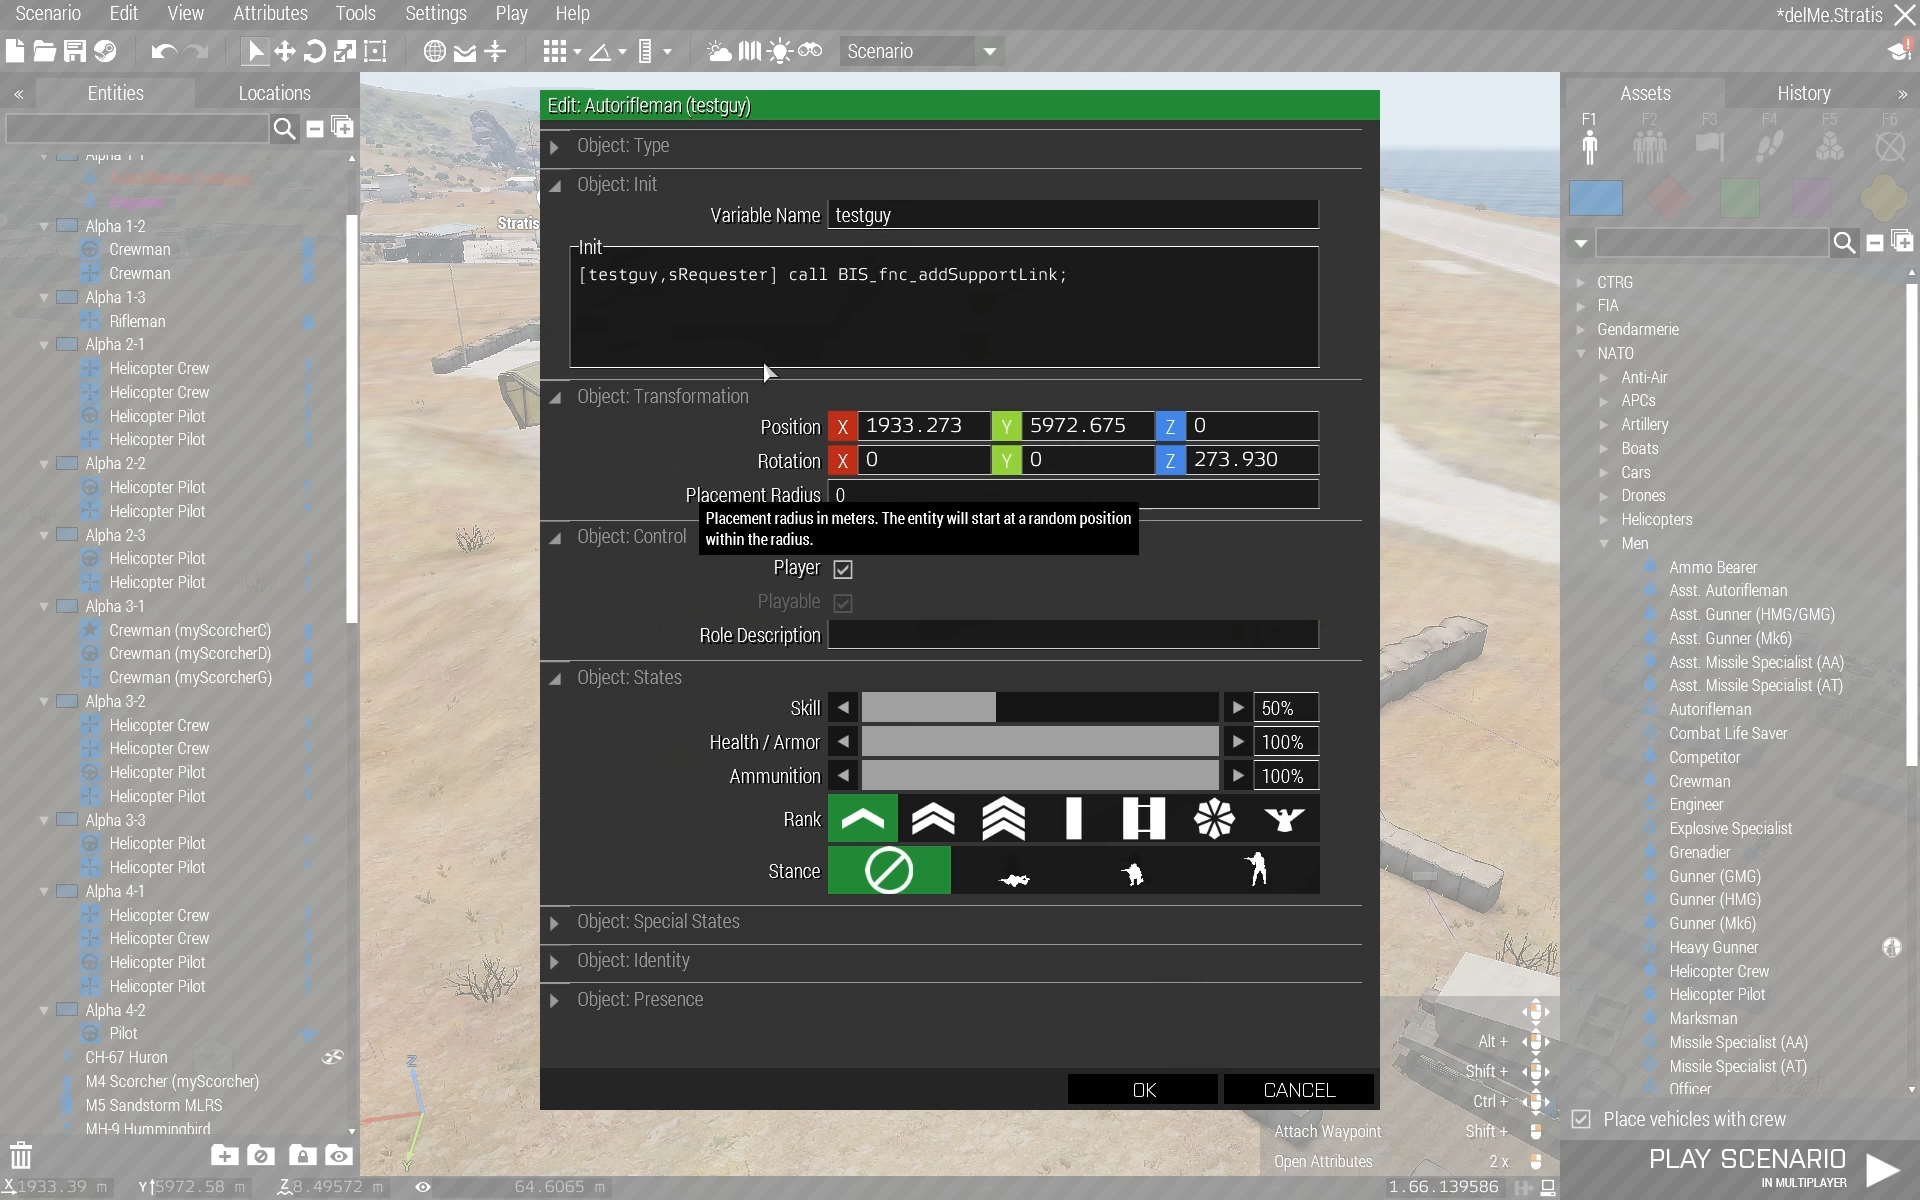 Scenario Edit View Attributes Tools Settings Play Help *delMe.Stratis
Scenario
Entities Locations
Alpha 1-1
Alpha 1-2
Crewman
Crewman
Alpha 1-3
Rifleman
Alpha 2-1
Helicopter Crew
Helicopter Crew
Helicopter Pilot
Helicopter Pilot
Alpha 2-2
Helicopter Pilot
Helicopter Pilot
Alpha 2-3
Helicopter Pilot
Helicopter Pilot
Alpha 3-1
Crewman (myScorcherC)
Crewman (myScorcherD)
Crewman (myScorcherG)
Alpha 3-2
Helicopter Crew
Helicopter Crew
Helicopter Pilot
Helicopter Pilot
Alpha 3-3
Helicopter Pilot
Helicopter Pilot
Alpha 4-1
Helicopter Crew
Helicopter Crew
Helicopter Pilot
Helicopter Pilot
Alpha 4-2
Pilot
CH-67 Huron
M4 Scorcher (myScorcher)
M5 Sandstorm MLRS
MH-9 Hummingbird
X 1933.39 m Y 5972.58 m Z 8.49572 m 64.6065 m
Stratis
Edit: Autorifleman (testguy)
Object: Type
Object: Init
Variable Name testguy
Init
[testguy,sRequester] call BIS_fnc_addSupportLink;
Object: Transformation
Position X 1933.273 Y 5972.675 Z 0
Rotation X 0 Y 0 Z 273.930
Placement Radius 0
Placement radius in meters. The entity will start at a random position
within the radius.
Object: Control
Player
Playable
Role Description
Object: States
Skill 50%
Health / Armor 100%
Ammunition 100%
Rank
Stance
Object: Special States
Object: Identity
Object: Presence
OK CANCEL
Z
Y
Alt +
Shift +
Ctrl +
Attach Waypoint Shift +
Open Attributes 2 x
1.66.139586
Assets History
F1 F2 F3 F4 F5 F6
CTRG
FIA
Gendarmerie
NATO
Anti-Air
APCs
Artillery
Boats
Cars
Drones
Helicopters
Men
Ammo Bearer
Asst. Autorifleman
Asst. Gunner (HMG/GMG)
Asst. Gunner (Mk6)
Asst. Missile Specialist (AA)
Asst. Missile Specialist (AT)
Autorifleman
Combat Life Saver
Competitor
Crewman
Engineer
Explosive Specialist
Grenadier
Gunner (GMG)
Gunner (HMG)
Gunner (Mk6)
Heavy Gunner
Helicopter Crew
Helicopter Pilot
Marksman
Missile Specialist (AA)
Missile Specialist (AT)
Officer
Place vehicles with crew
PLAY SCENARIO
IN MULTIPLAYER